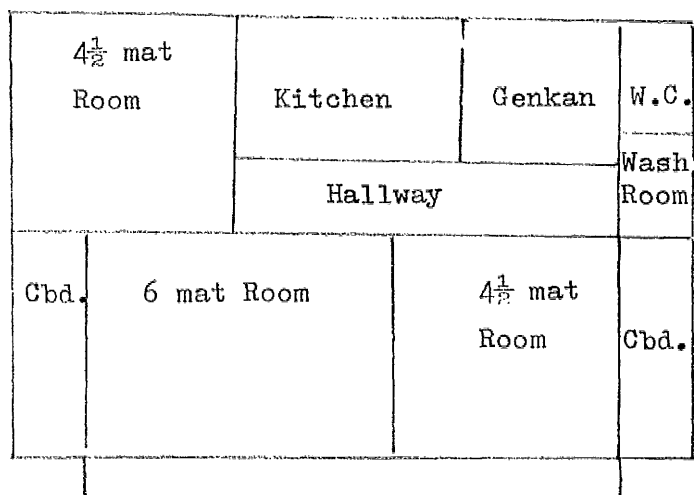 4½ mat
Room
Kitchen
Genkan
W.C.
Wash
Room
Hallway
Cbd.
6 mat Room
4½ mat
Room
Cbd.